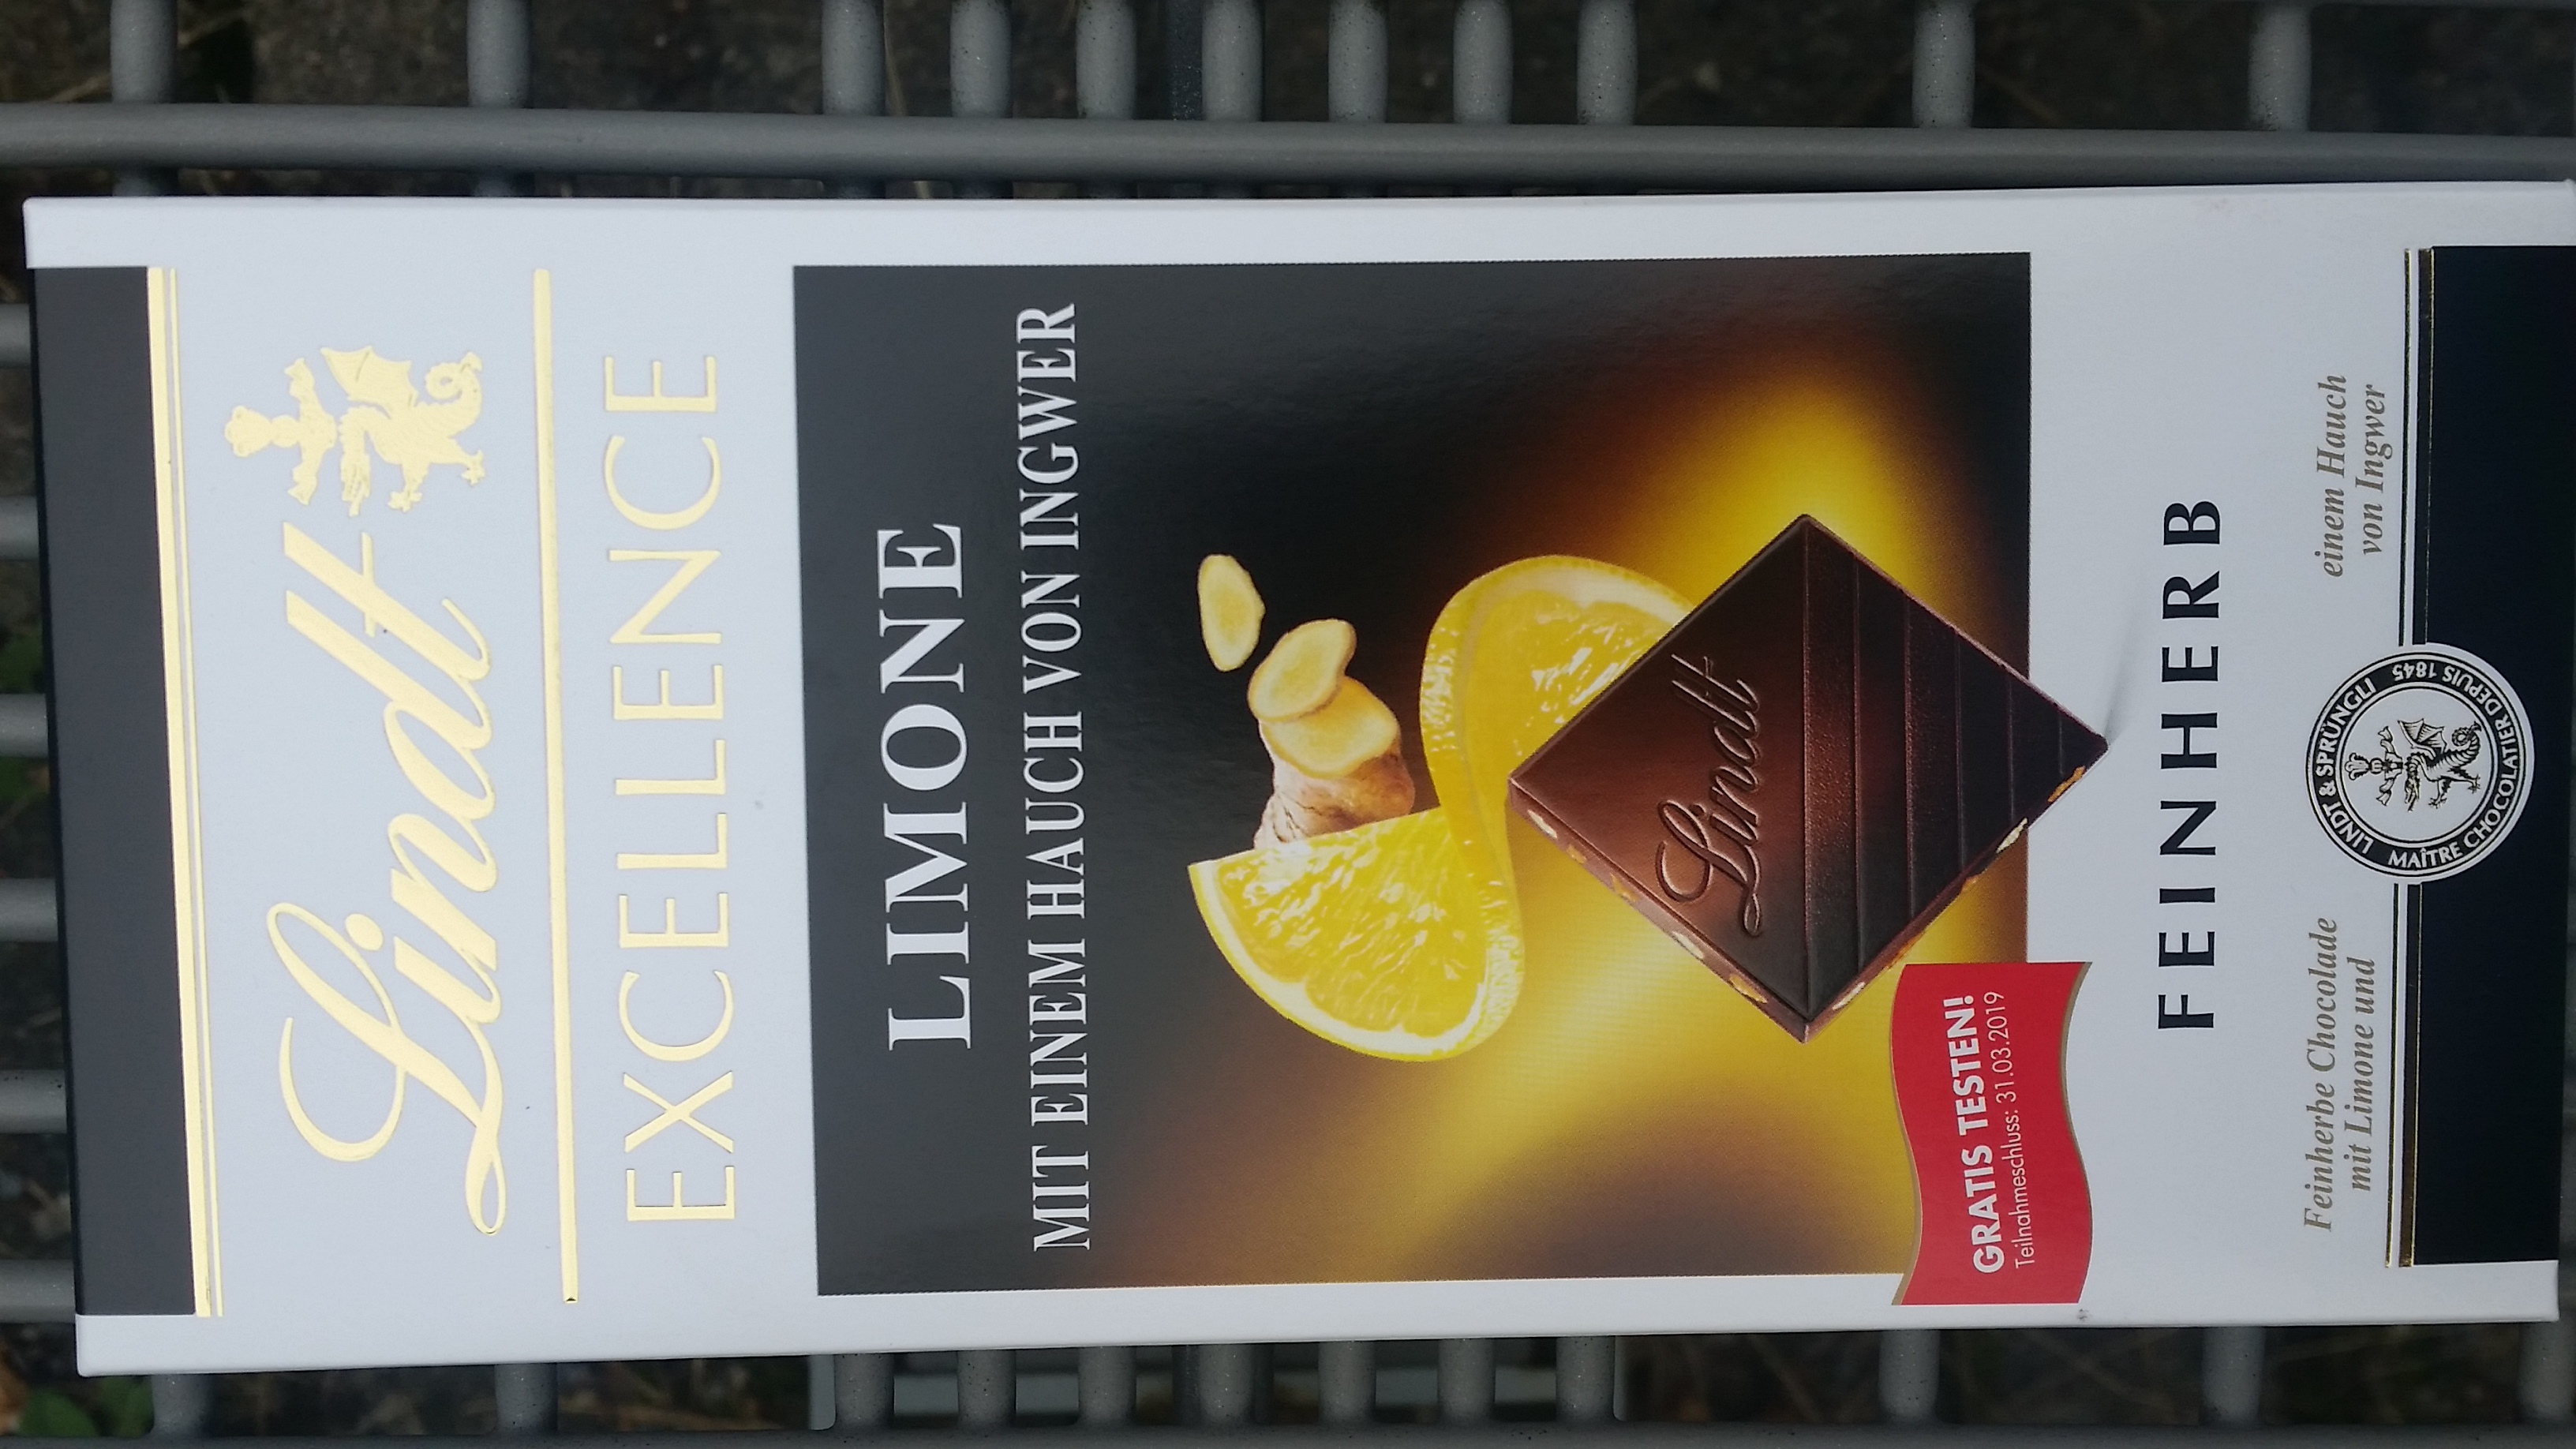 Lindt
EXCELLENCE
LIMONE
MIT EINEM HAUCH VON INGWER
Lindt
GRATIS TESTEN!
Teilnahmeschluss: 31.03.2019
FEINHERB
Feinherbe Chocolade
mit Limone und
einem Hauch
von Ingwer
LINDT & SPRÜNGLI
MAÎTRE CHOCOLATIER DEPUIS 1845